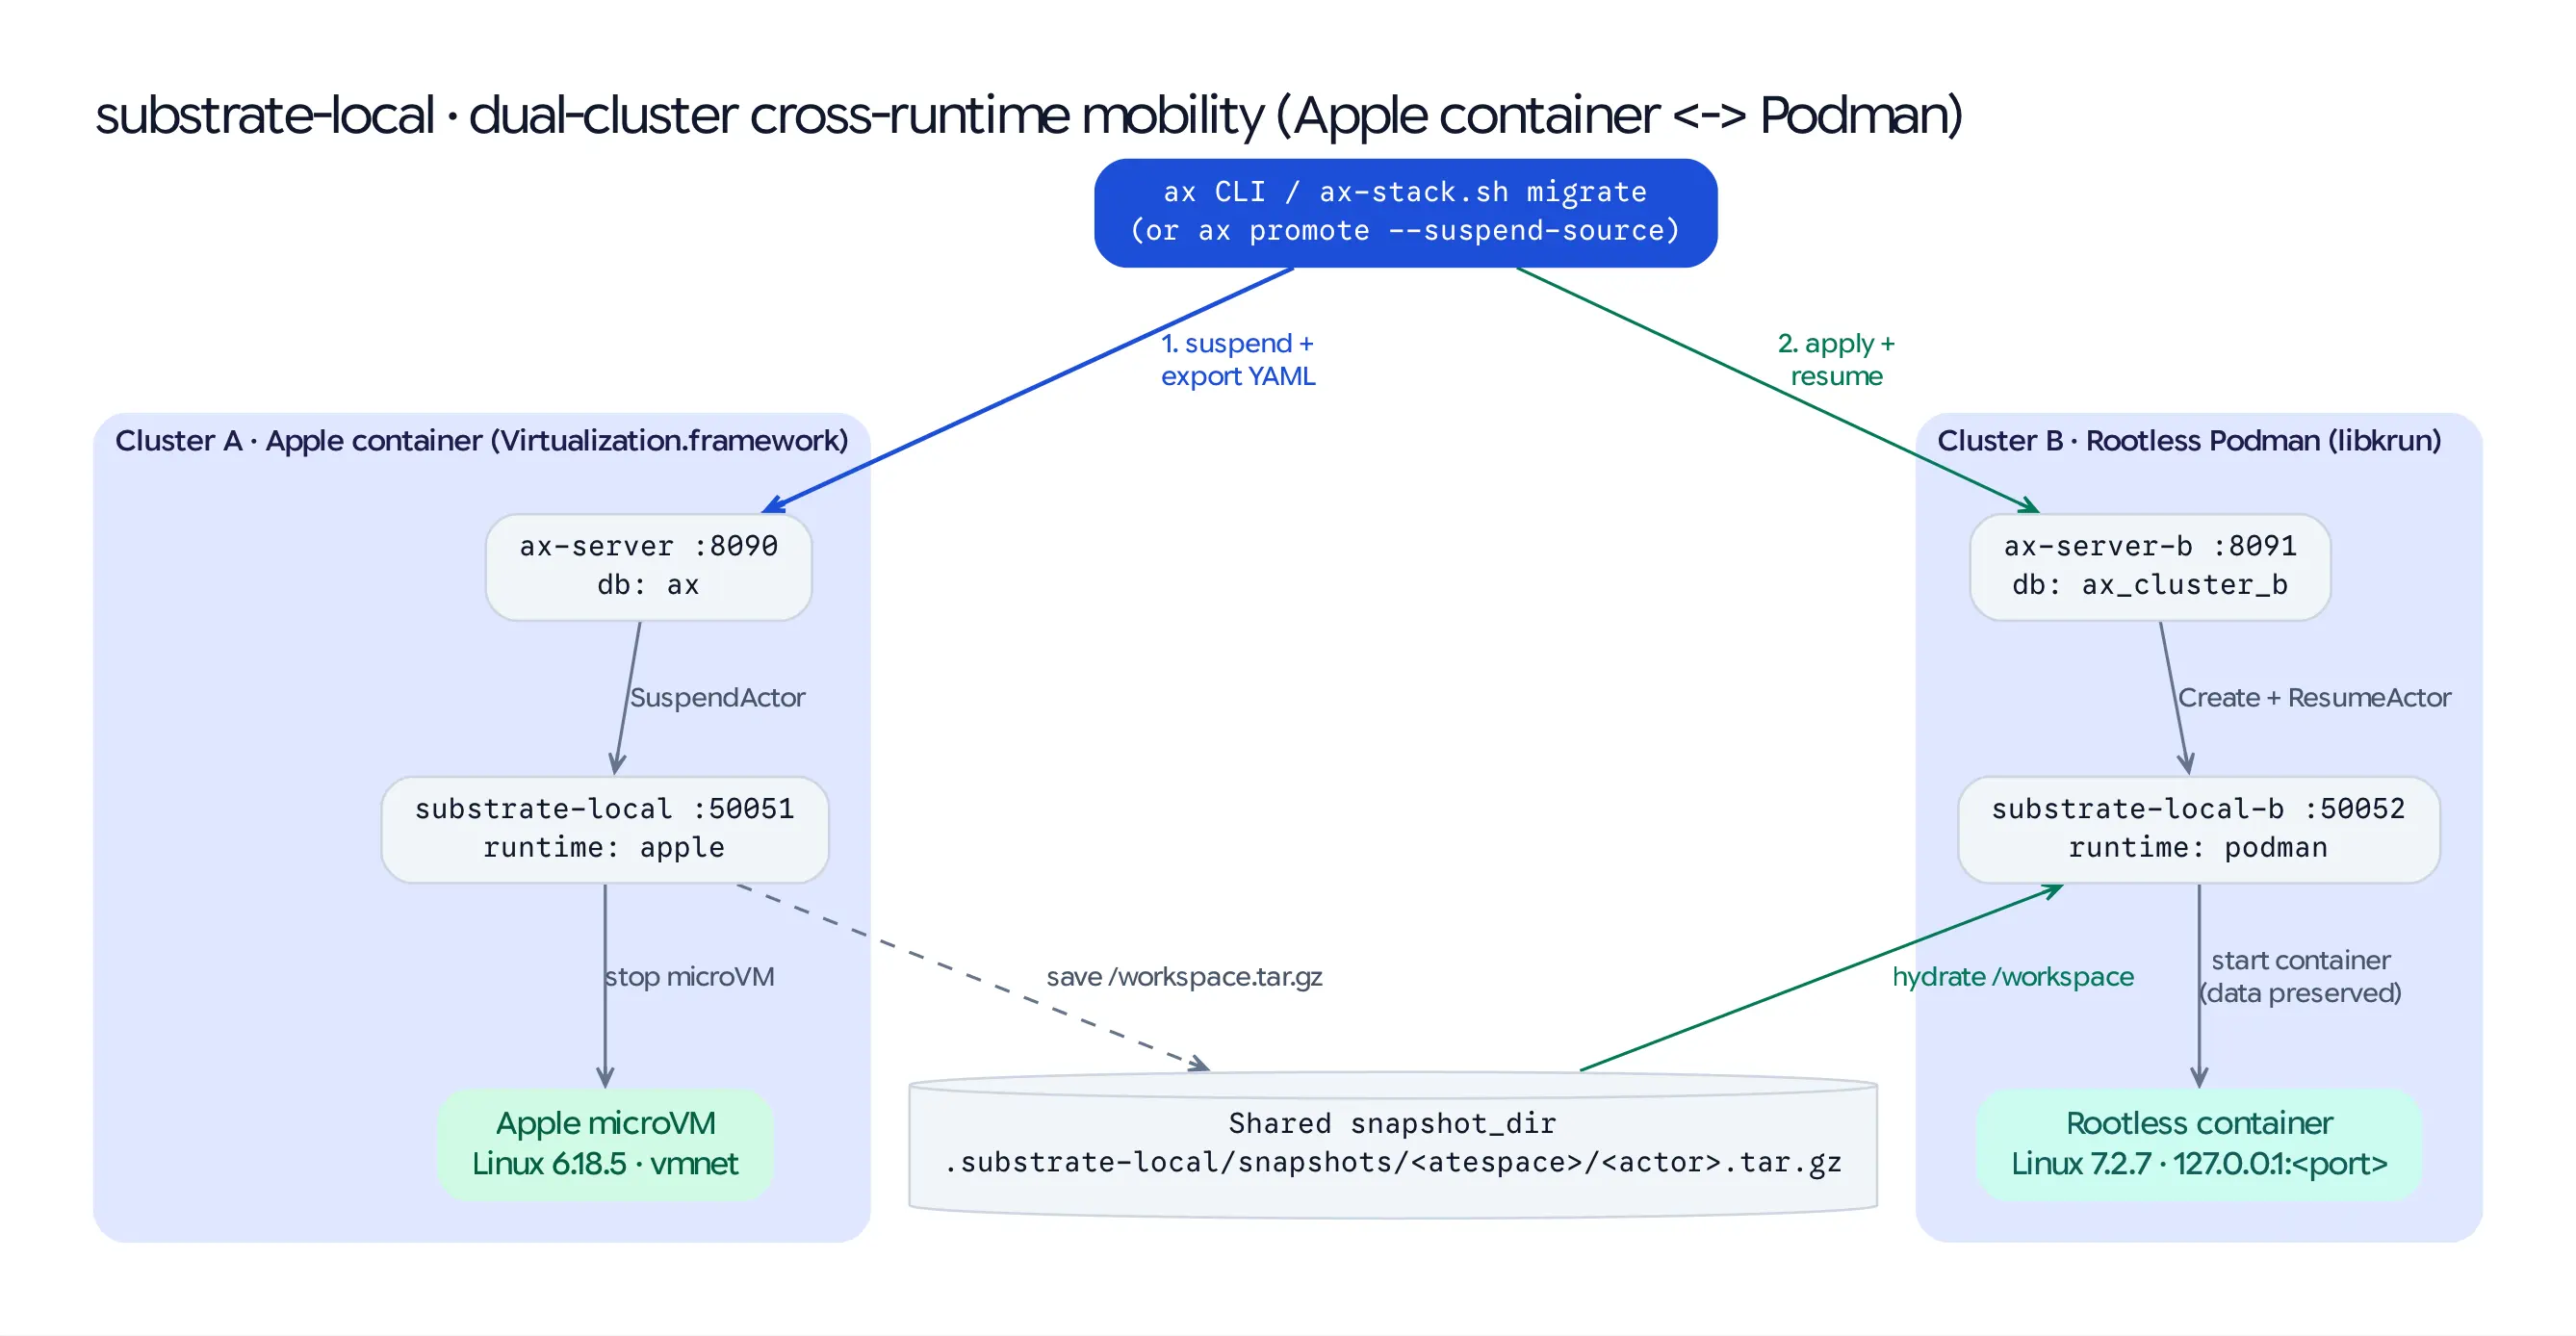 substrate-local · dual-cluster cross-runtime mobility (Apple container <-> Podman)
ax CLI / ax-stack.sh migrate
(or ax promote --suspend-source)
1. suspend +
export YAML
2. apply +
resume
Cluster A · Apple container (Virtualization.framework)
ax-server :8090
db: ax
SuspendActor
substrate-local :50051
runtime: apple
stop microVM
save /workspace.tar.gz
Apple microVM
Linux 6.18.5 · vmnet
Shared snapshot_dir
.substrate-local/snapshots/<atespace>/<actor>.tar.gz
Cluster B · Rootless Podman (libkrun)
ax-server-b :8091
db: ax_cluster_b
Create + ResumeActor
substrate-local-b :50052
runtime: podman
hydrate /workspace
start container
(data preserved)
Rootless container
Linux 7.2.7 · 127.0.0.1:<port>